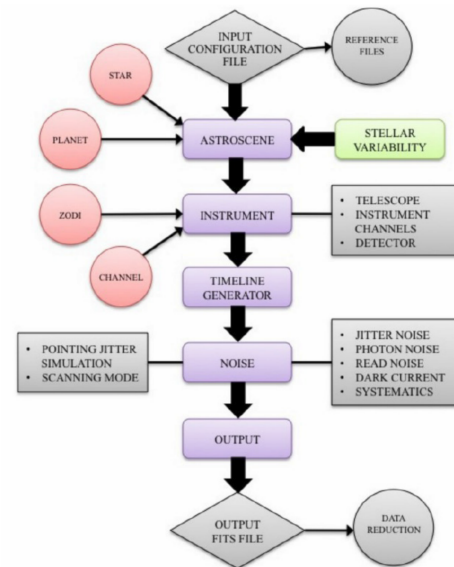 INPUT
CONFIGURATION
FILE
REFERENCE
FILES
STAR
PLANET
ASTROSCENE
STELLAR
VARIABILITY
ZODI
INSTRUMENT
• TELESCOPE
• INSTRUMENT
CHANNELS
• DETECTOR
CHANNEL
TIMELINE
GENERATOR
• POINTING JITTER
SIMULATION
• SCANNING MODE
NOISE
• JITTER NOISE
• PHOTON NOISE
• READ NOISE
• DARK CURRENT
• SYSTEMATICS
OUTPUT
OUTPUT
FITS FILE
DATA
REDUCTION